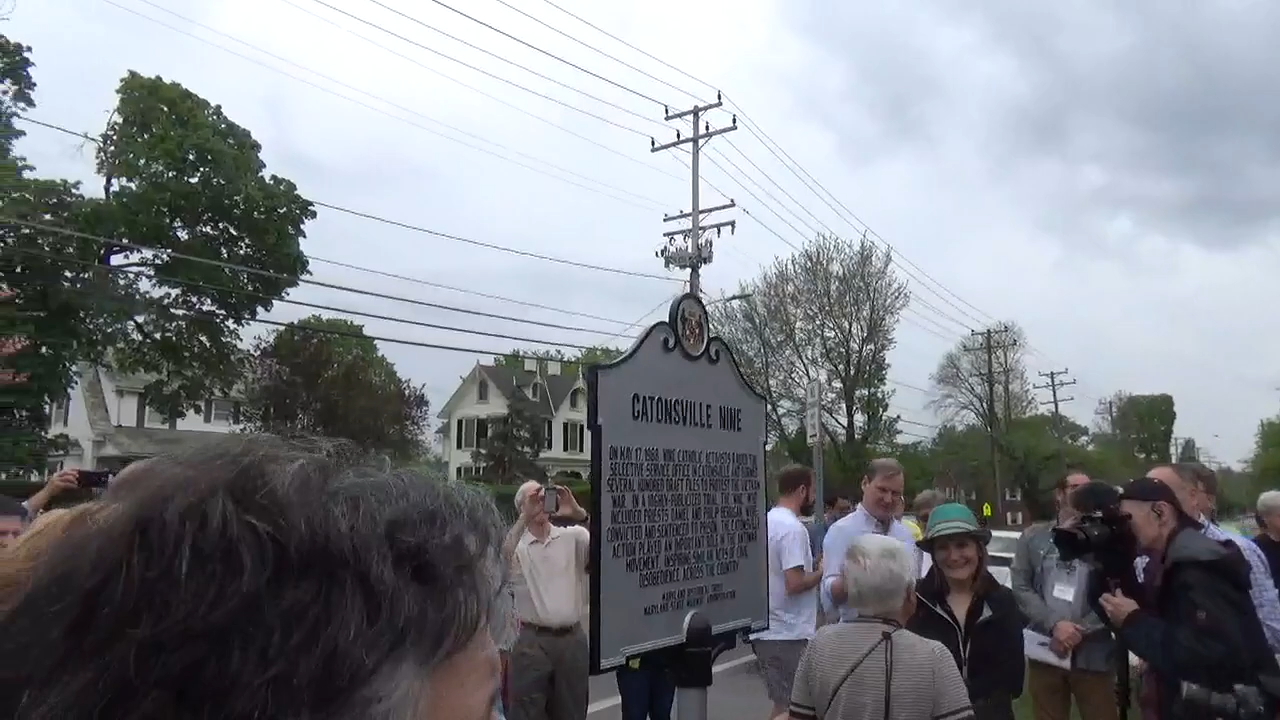 CATONSVILLE NINE
ON MAY 17, 1968, NINE CATHOLIC ACTIVISTS RAIDED THE
SELECTIVE SERVICE OFFICE IN CATONSVILLE AND BURNED
SEVERAL HUNDRED DRAFT FILES TO PROTEST THE VIETNAM
WAR. IN A HIGHLY-PUBLICIZED TRIAL, THE NINE, WHO
INCLUDED PRIESTS DANIEL AND PHILIP BERRIGAN, WERE
CONVICTED AND SENTENCED TO PRISON. THE CATONSVILLE
ACTION PLAYED AN IMPORTANT ROLE IN THE ANTIWAR
MOVEMENT, INSPIRING SIMILAR ACTS OF CIVIL
DISOBEDIENCE ACROSS THE COUNTRY.
MARYLAND HISTORICAL TRUST
MARYLAND STATE HIGHWAY ADMINISTRATION